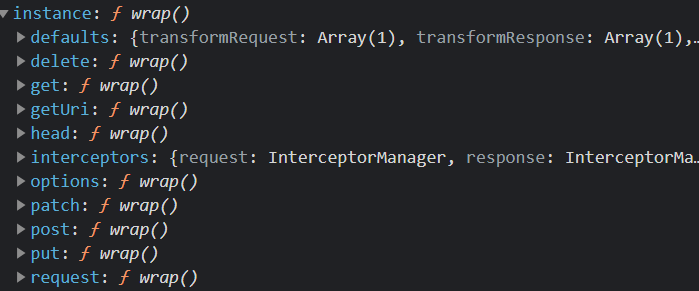 instance: ƒ wrap()
defaults: {transformRequest: Array(1), transformResponse: Array(1),…
delete: ƒ wrap()
get: ƒ wrap()
getUri: ƒ wrap()
head: ƒ wrap()
interceptors: {request: InterceptorManager, response: InterceptorMa…
options: ƒ wrap()
patch: ƒ wrap()
post: ƒ wrap()
put: ƒ wrap()
request: ƒ wrap()